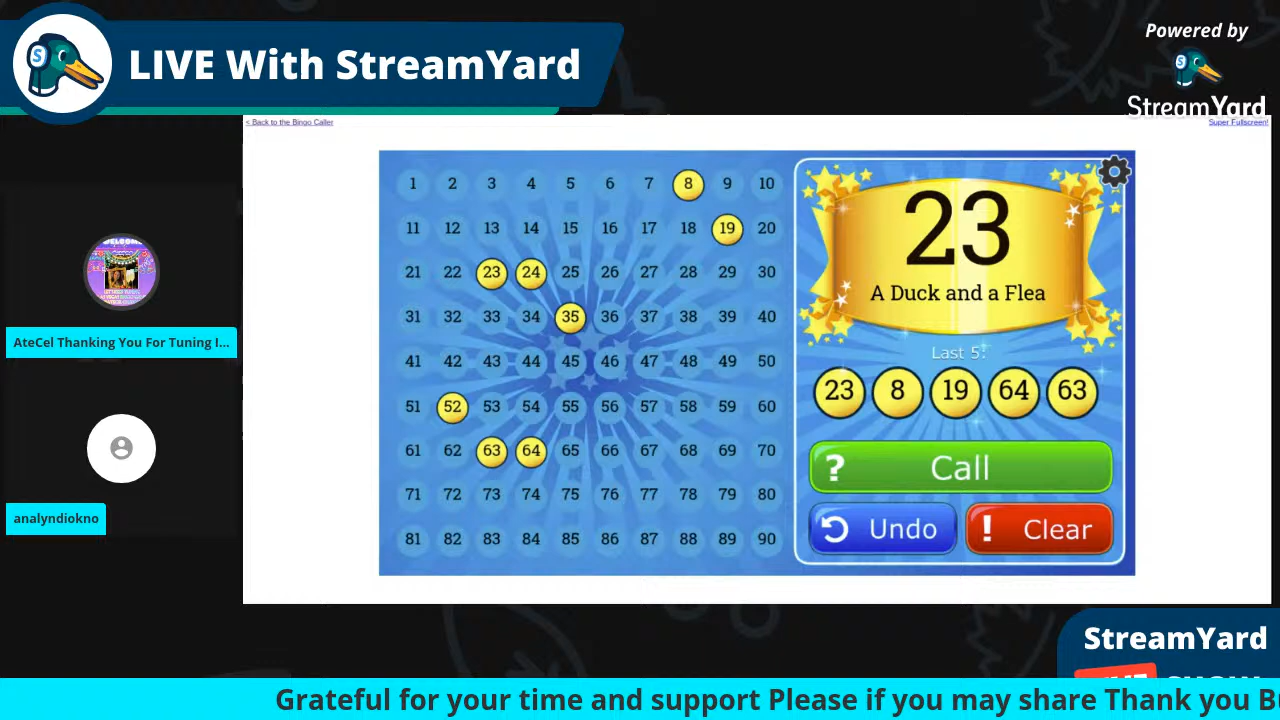 LIVE With StreamYard
Powered by
StreamYard
< Back to the Bingo Caller
Super Fullscreen!
1 2 3 4 5 6 7 8 9 10
11 12 13 14 15 16 17 18 19 20
21 22 23 24 25 26 27 28 29 30
31 32 33 34 35 36 37 38 39 40
41 42 43 44 45 46 47 48 49 50
51 52 53 54 55 56 57 58 59 60
61 62 63 64 65 66 67 68 69 70
71 72 73 74 75 76 77 78 79 80
81 82 83 84 85 86 87 88 89 90
23
A Duck and a Flea
Last 5:
23 8 19 64 63
? Call
Undo
! Clear
AteCel Thanking You For Tuning I...
analyndiokno
StreamYard
Grateful for your time and support Please if you may share Thank you